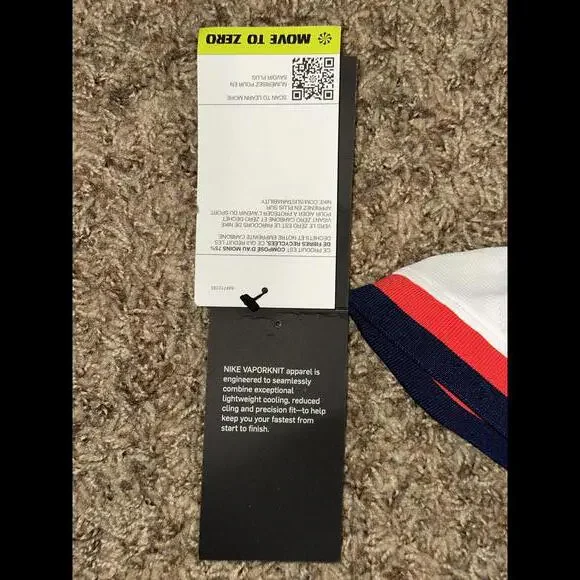 MOVE TO ZERO
SCAN TO LEARN MORE
NUMÉRISEZ POUR EN
SAVOIR PLUS
CE PRODUIT EST COMPOSÉ D'AU MOINS 75%
DE FIBRES RECYCLÉES, CE QUI RÉDUIT LES
DÉCHETS ET NOTRE EMPREINTE CARBONE.
VERS LE ZÉRO EST LE PARCOURS DE NIKE
VISANT ZÉRO CARBONE ET ZÉRO DÉCHET
POUR AIDER À PROTÉGER L'AVENIR DU SPORT.
APPRENEZ-EN PLUS SUR
NIKE.COM/SUSTAINABILITY.
NIKE VAPORKNIT apparel is
engineered to seamlessly
combine exceptional
lightweight cooling, reduced
cling and precision fit—to help
keep you your fastest from
start to finish.